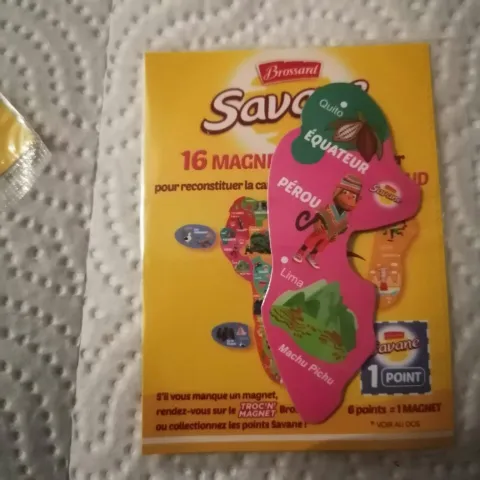 Brossard
Savane
16 MAGNE
pour reconstituer la ca
Quito
ÉQUATEUR
PÉROU
Savane
Lima
Machu Pichu
1 POINT
S'il vous manque un magnet,
rendez-vous sur le TROC'N' MAGNET Bro
ou collectionnez les points Savane !
6 points = 1 MAGNET
* VOIR AU DOS